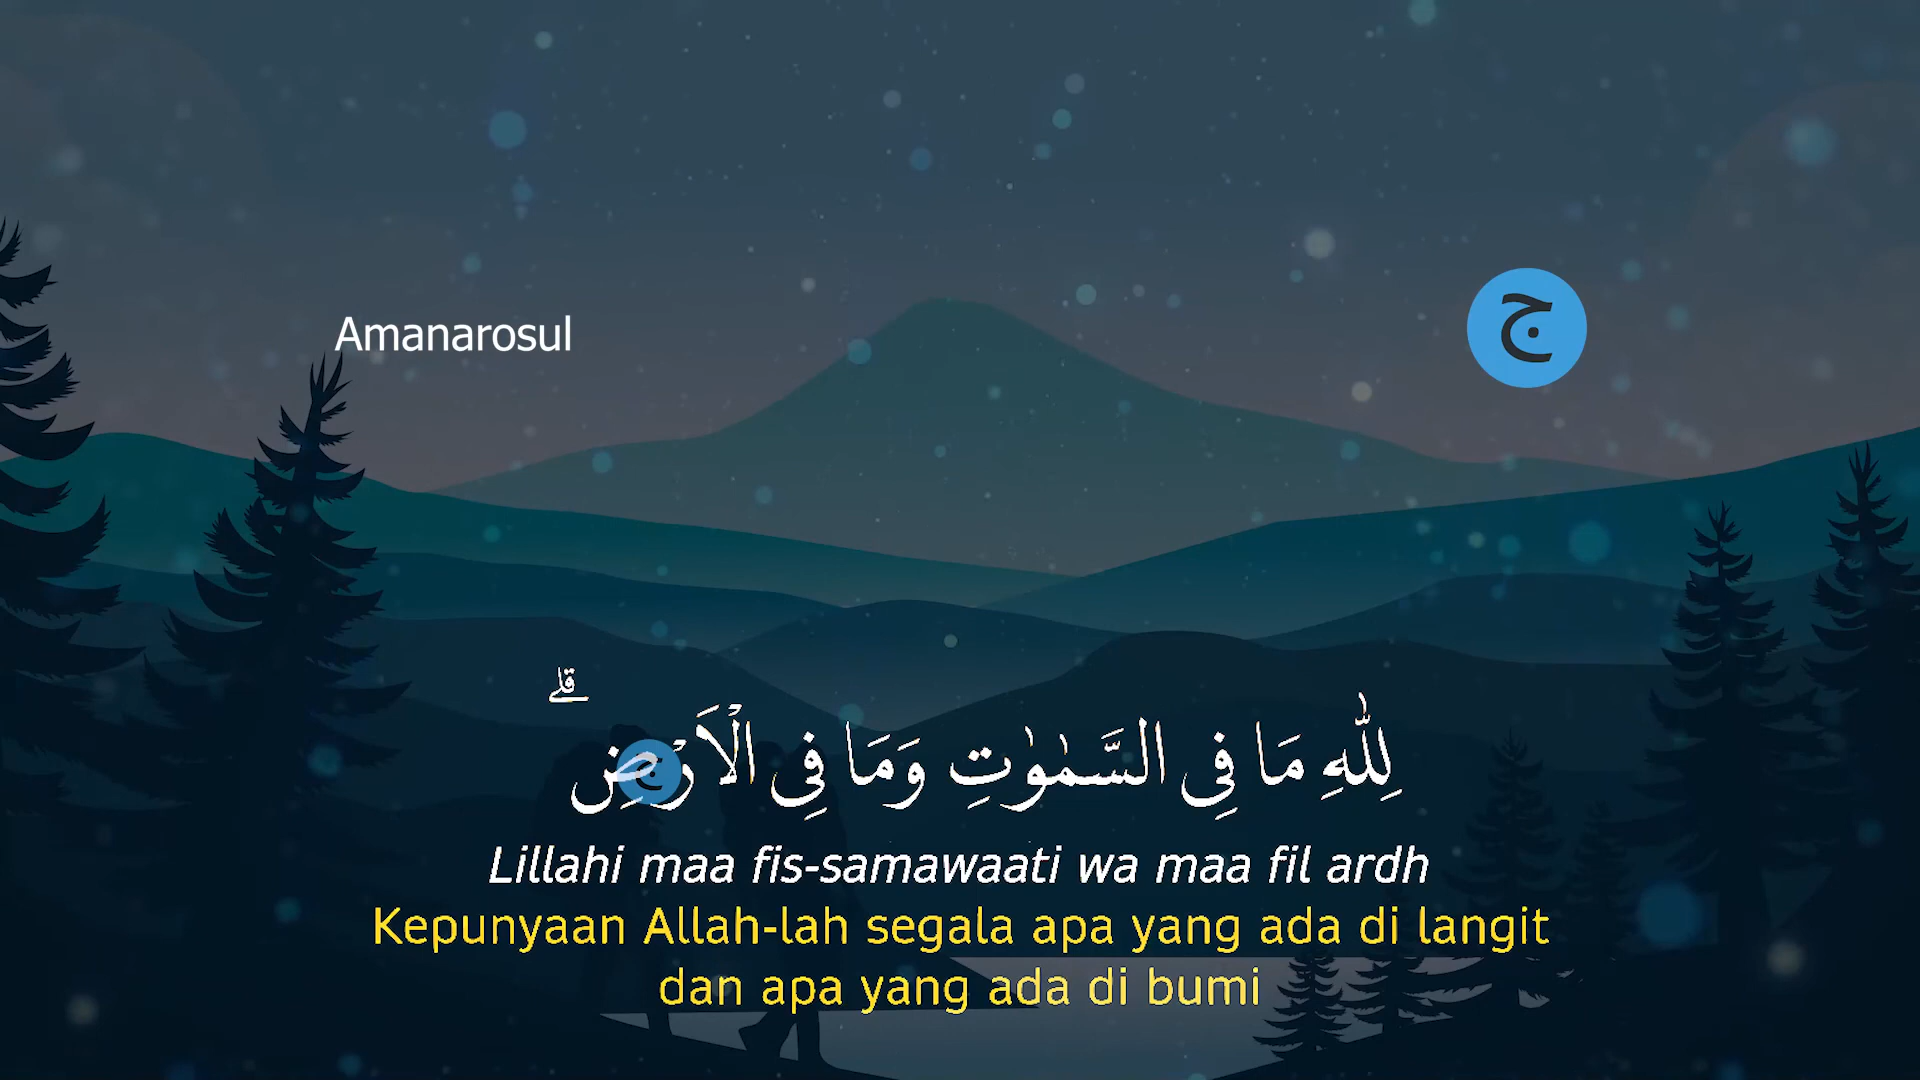 Amanarosul
ج
لِلّٰهِ مَا فِى السَّمٰوٰتِ وَمَا فِى الْاَرْضِۗ
ج
Lillahi maa fis-samawaati wa maa fil ardh
Kepunyaan Allah-lah segala apa yang ada di langit
dan apa yang ada di bumi